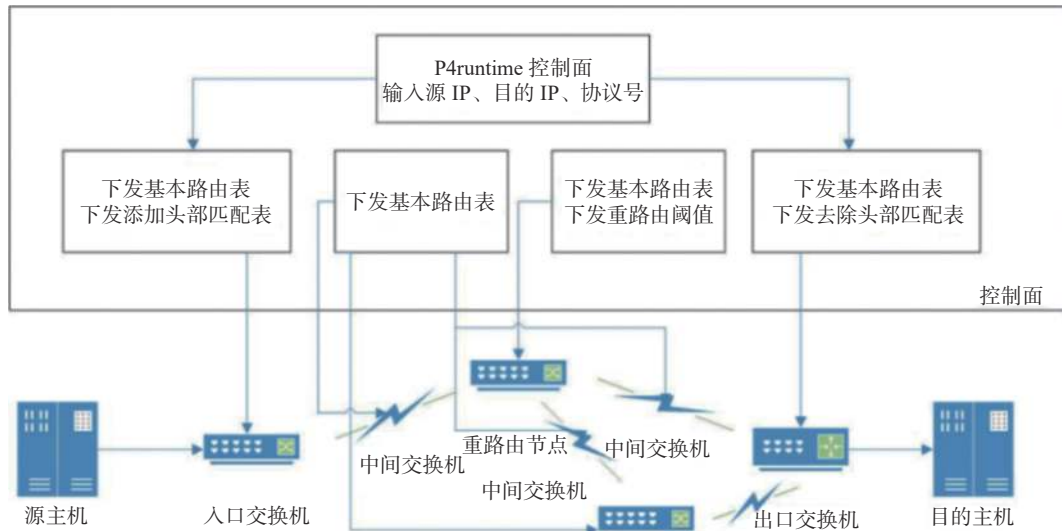 P4runtime 控制面
输入源 IP、目的 IP、协议号
下发基本路由表
下发添加头部匹配表
下发基本路由表
下发基本路由表
下发重路由阈值
下发基本路由表
下发去除头部匹配表
控制面
重路由节点
中间交换机
中间交换机
中间交换机
源主机
入口交换机
出口交换机
目的主机